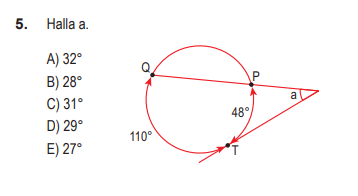 5. Halla a.
A) 32°
B) 28°
C) 31°
D) 29°
E) 27°
Q
P
a
48°
110°
T